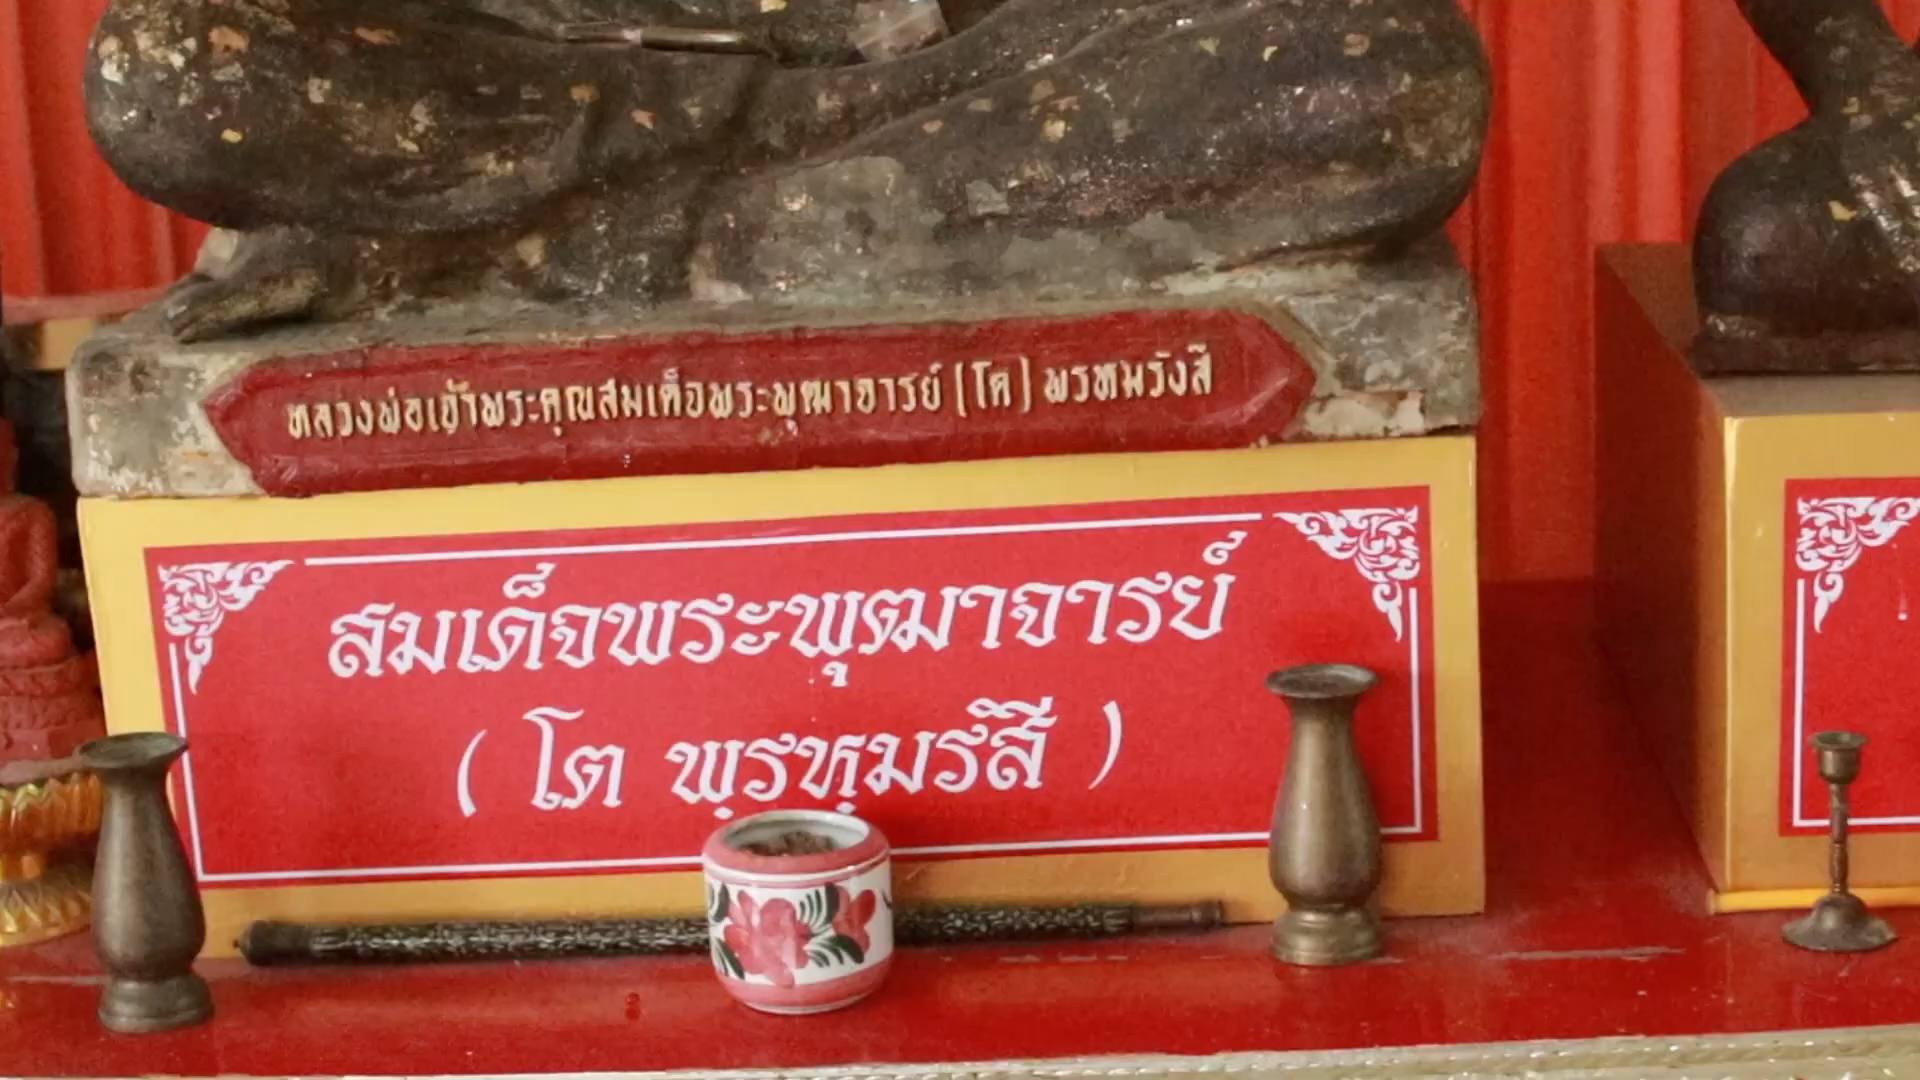 หลวงพ่อเจ้าพระคุณสมเด็จพระพุฒาจารย์ (โต) พรหมรังสี
สมเด็จพระพุฒาจารย์
( โต พฺรหฺมรํสี )